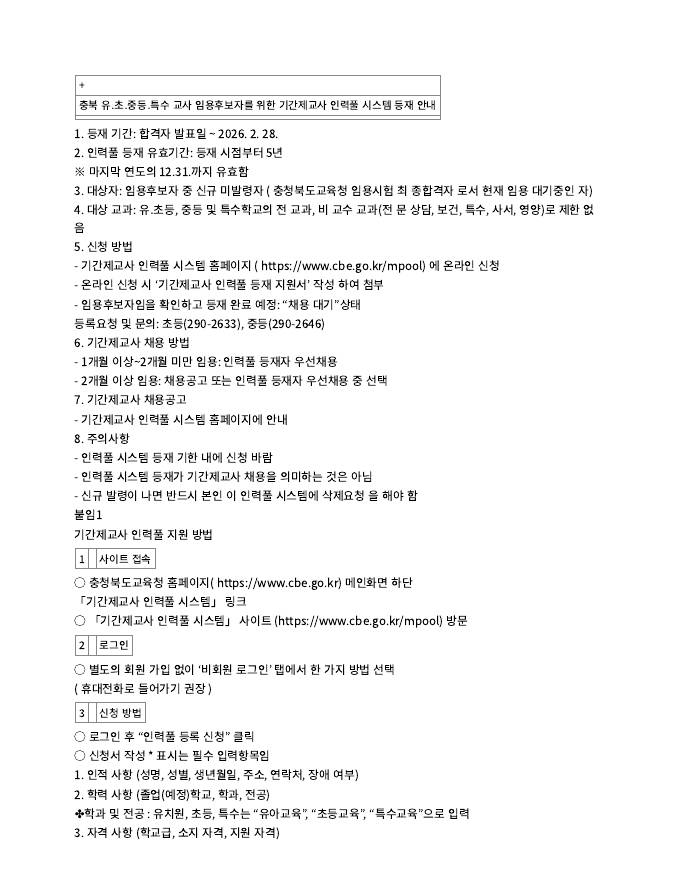 +
충북 유.초.중등.특수 교사 임용후보자를 위한 기간제교사 인력풀 시스템 등재 안내
1. 등재 기간: 합격자 발표일 ~ 2026. 2. 28.
2. 인력풀 등재 유효기간: 등재 시점부터 5년
※ 마지막 연도의 12.31.까지 유효함
3. 대상자: 임용후보자 중 신규 미발령자 ( 충청북도교육청 임용시험 최 종합격자 로서 현재 임용 대기중인 자)
4. 대상 교과: 유.초등, 중등 및 특수학교의 전 교과, 비 교수 교과(전 문 상담, 보건, 특수, 사서, 영양)로 제한 없
음
5. 신청 방법
- 기간제교사 인력풀 시스템 홈페이지 ( https://www.cbe.go.kr/mpool) 에 온라인 신청
- 온라인 신청 시 ‘기간제교사 인력풀 등재 지원서’ 작성 하여 첨부
- 임용후보자임을 확인하고 등재 완료 예정: “채용 대기”상태
등록요청 및 문의: 초등(290-2633), 중등(290-2646)
6. 기간제교사 채용 방법
- 1개월 이상~2개월 미만 임용: 인력풀 등재자 우선채용
- 2개월 이상 임용: 채용공고 또는 인력풀 등재자 우선채용 중 선택
7. 기간제교사 채용공고
- 기간제교사 인력풀 시스템 홈페이지에 안내
8. 주의사항
- 인력풀 시스템 등재 기한 내에 신청 바람
- 인력풀 시스템 등재가 기간제교사 채용을 의미하는 것은 아님
- 신규 발령이 나면 반드시 본인 이 인력풀 시스템에 삭제요청 을 해야 함
붙임1
기간제교사 인력풀 지원 방법
1 사이트 접속
○ 충청북도교육청 홈페이지( https://www.cbe.go.kr) 메인화면 하단
「기간제교사 인력풀 시스템」 링크
○ 「기간제교사 인력풀 시스템」 사이트 (https://www.cbe.go.kr/mpool) 방문
2 로그인
○ 별도의 회원 가입 없이 ‘비회원 로그인’ 탭에서 한 가지 방법 선택
( 휴대전화로 들어가기 권장 )
3 신청 방법
○ 로그인 후 “인력풀 등록 신청” 클릭
○ 신청서 작성 * 표시는 필수 입력항목임
1. 인적 사항 (성명, 성별, 생년월일, 주소, 연락처, 장애 여부)
2. 학력 사항 (졸업(예정)학교, 학과, 전공)
✤학과 및 전공 : 유치원, 초등, 특수는 “유아교육”, “초등교육”, “특수교육”으로 입력
3. 자격 사항 (학교급, 소지 자격, 지원 자격)